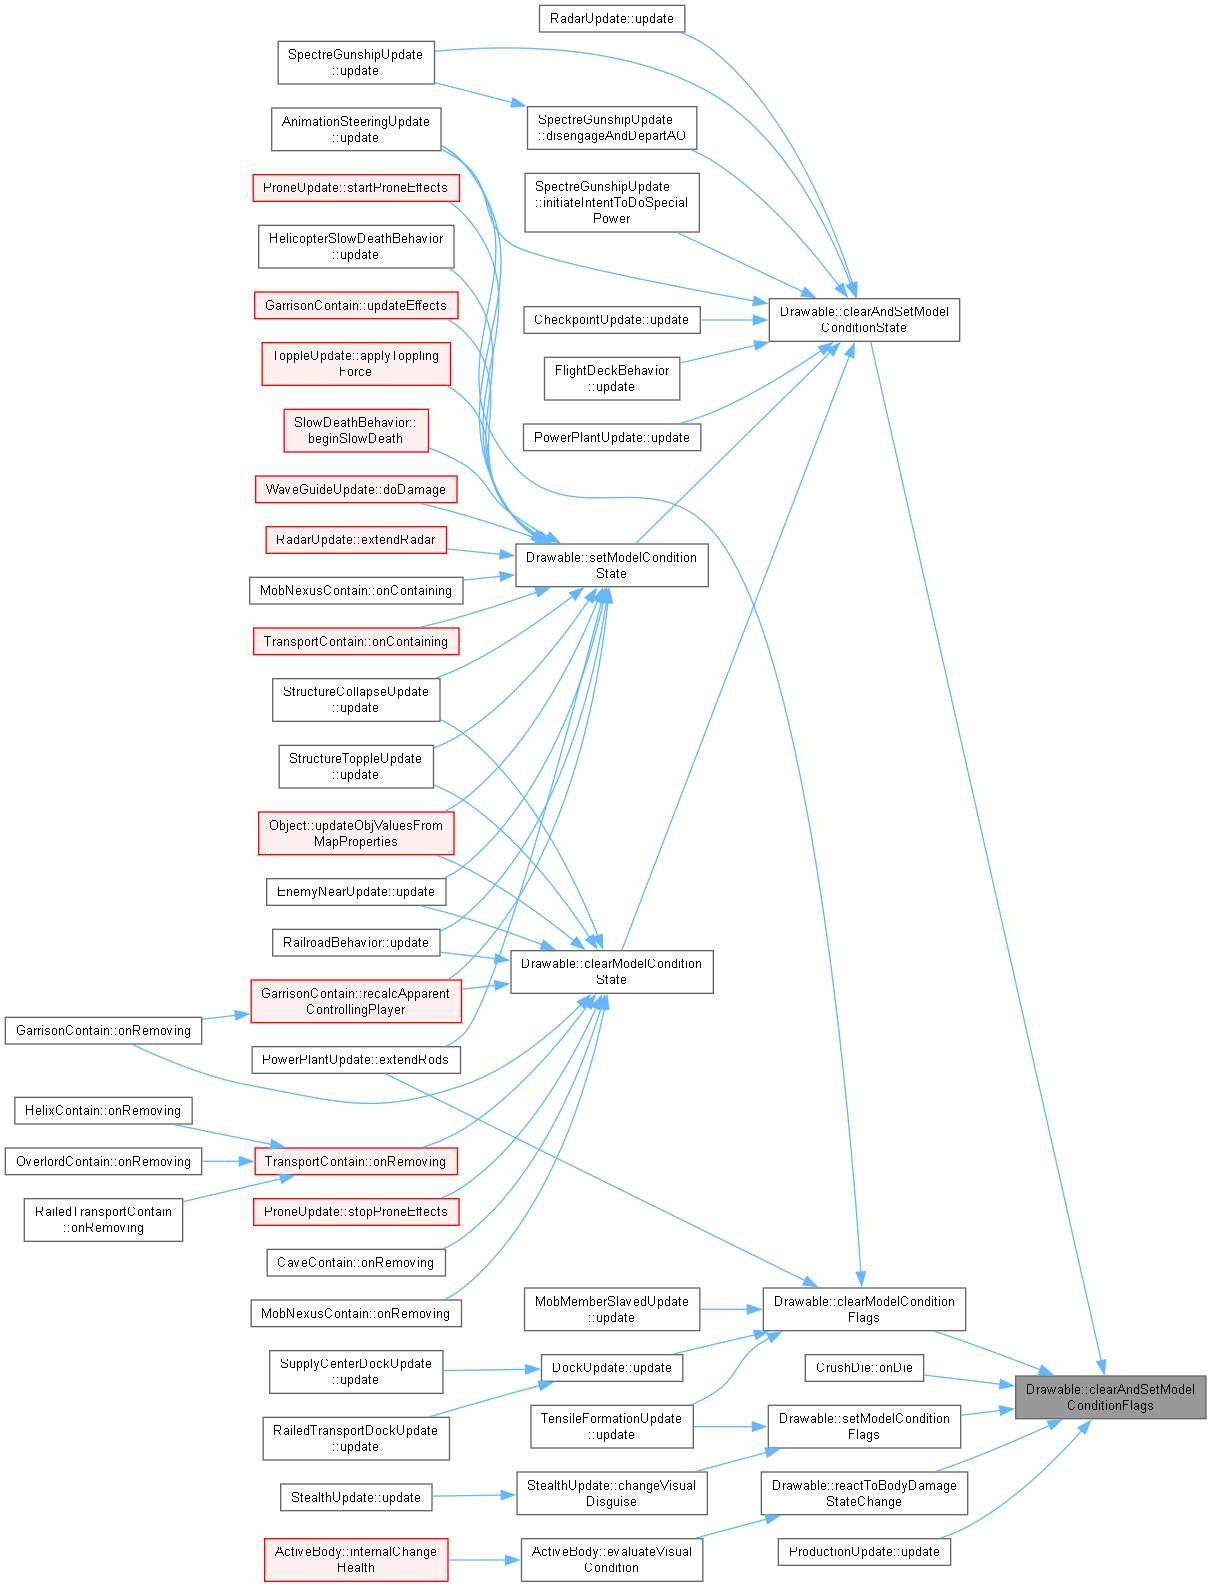 RadarUpdate::update
SpectreGunshipUpdate
::update
SpectreGunshipUpdate
::disengageAndDepartAO
AnimationSteeringUpdate
::update
ProneUpdate::startProneEffects
SpectreGunshipUpdate
::initiateIntentToDoSpecial
Power
HelicopterSlowDeathBehavior
::update
GarrisonContain::updateEffects
Drawable::clearAndSetModel
ConditionState
CheckpointUpdate::update
ToppleUpdate::applyToppling
Force
FlightDeckBehavior
::update
SlowDeathBehavior::
beginSlowDeath
PowerPlantUpdate::update
WaveGuideUpdate::doDamage
RadarUpdate::extendRadar
Drawable::setModelCondition
State
MobNexusContain::onContaining
TransportContain::onContaining
StructureCollapseUpdate
::update
StructureToppleUpdate
::update
Object::updateObjValuesFrom
MapProperties
EnemyNearUpdate::update
RailroadBehavior::update
Drawable::clearModelCondition
State
GarrisonContain::recalcApparent
ControllingPlayer
GarrisonContain::onRemoving
PowerPlantUpdate::extendRods
HelixContain::onRemoving
OverlordContain::onRemoving
TransportContain::onRemoving
RailedTransportContain
::onRemoving
ProneUpdate::stopProneEffects
CaveContain::onRemoving
MobNexusContain::onRemoving
MobMemberSlavedUpdate
::update
Drawable::clearModelCondition
Flags
SupplyCenterDockUpdate
::update
DockUpdate::update
CrushDie::onDie
Drawable::clearAndSetModel
ConditionFlags
RailedTransportDockUpdate
::update
TensileFormationUpdate
::update
Drawable::setModelCondition
Flags
StealthUpdate::update
StealthUpdate::changeVisual
Disguise
Drawable::reactToBodyDamage
StateChange
ActiveBody::internalChange
Health
ActiveBody::evaluateVisual
Condition
ProductionUpdate::update